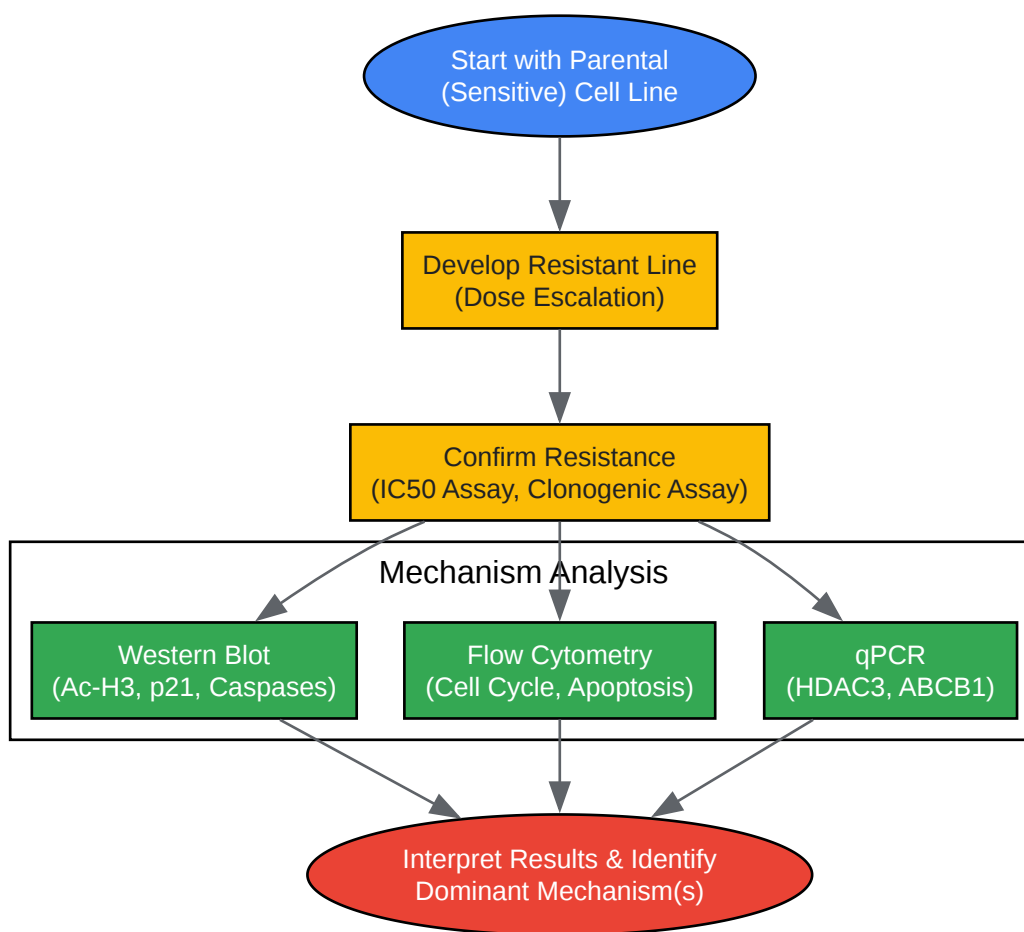 Start with Parental
(Sensitive) Cell Line
Develop Resistant Line
(Dose Escalation)
Confirm Resistance
(IC50 Assay, Clonogenic Assay)
Mechanism Analysis
Western Blot
(Ac-H3, p21, Caspases)
Flow Cytometry
(Cell Cycle, Apoptosis)
qPCR
(HDAC3, ABCB1)
Interpret Results & Identify
Dominant Mechanism(s)